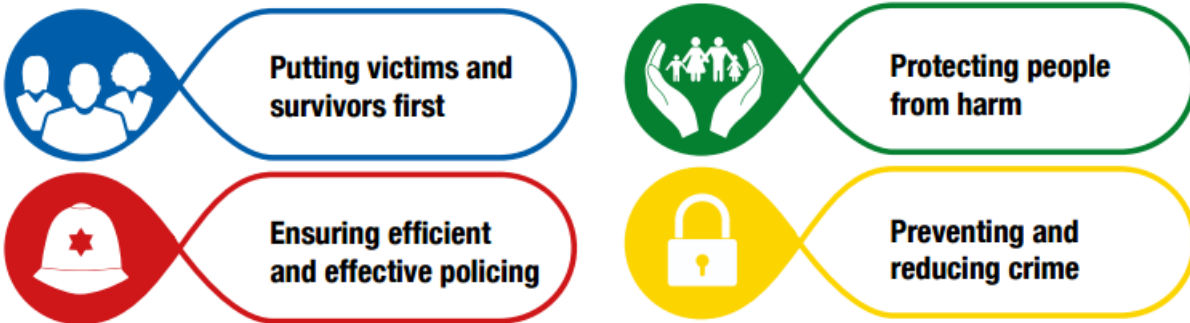 Putting victims and
survivors first
Protecting people
from harm
Ensuring efficient
and effective policing
Preventing and
reducing crime